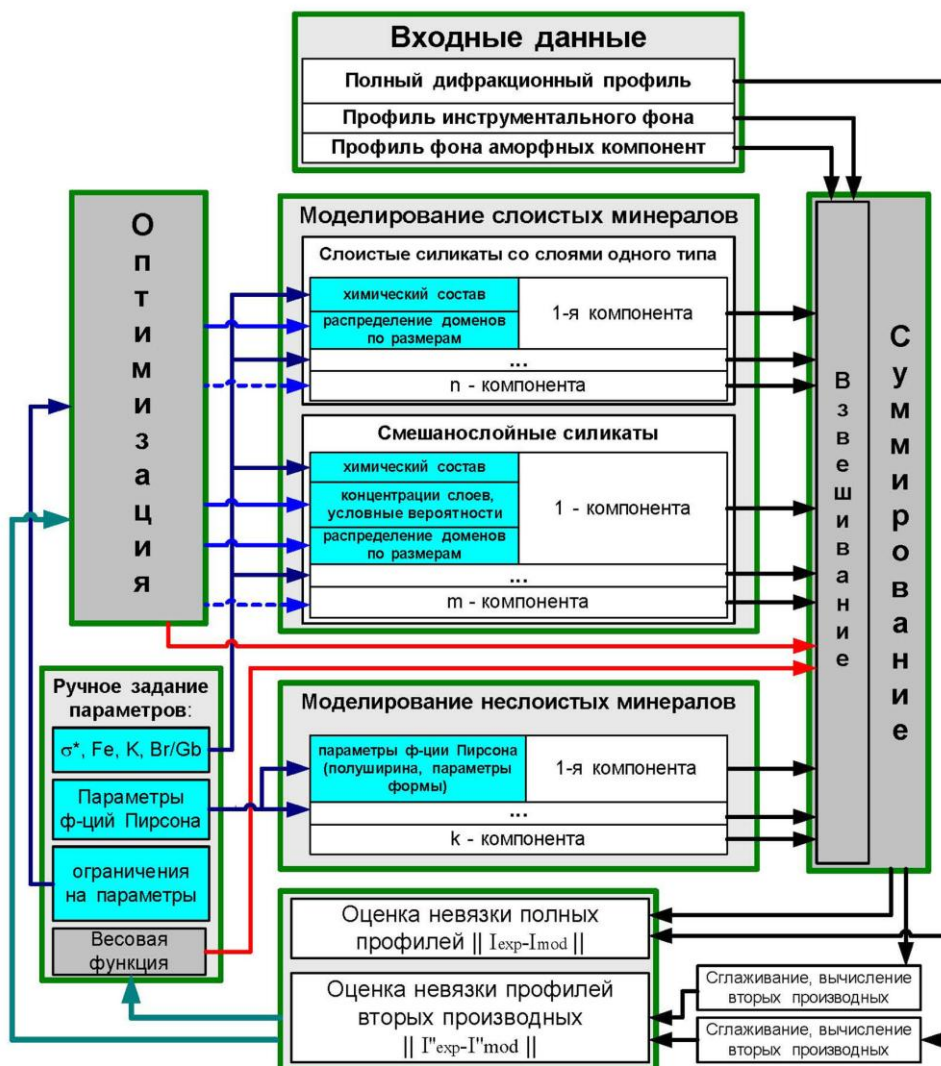 Входные данные
Полный дифракционный профиль
Профиль инструментального фона
Профиль фона аморфных компонент
Оптимизация
Моделирование слоистых минералов
Слоистые силикаты со слоями одного типа
химический состав
распределение доменов
по размерам
1-я компонента
...
n - компонента
Смешанослойные силикаты
химический состав
концентрации слоев,
условные вероятности
распределение доменов
по размерам
1 - компонента
...
m - компонента
Взвешивание
Суммирование
Ручное задание
параметров:
σ*, Fe, K, Br/Gb
Параметры
ф-ций Пирсона
ограничения
на параметры
Весовая
функция
Моделирование неслоистых минералов
параметры ф-ции Пирсона
(полуширина, параметры
формы)
1-я компонента
...
k - компонента
Оценка невязки полных
профилей || Iexp-Imod ||
Оценка невязки профилей
вторых производных
|| I"exp-I"mod ||
Сглаживание, вычисление
вторых производных
Сглаживание, вычисление
вторых производных